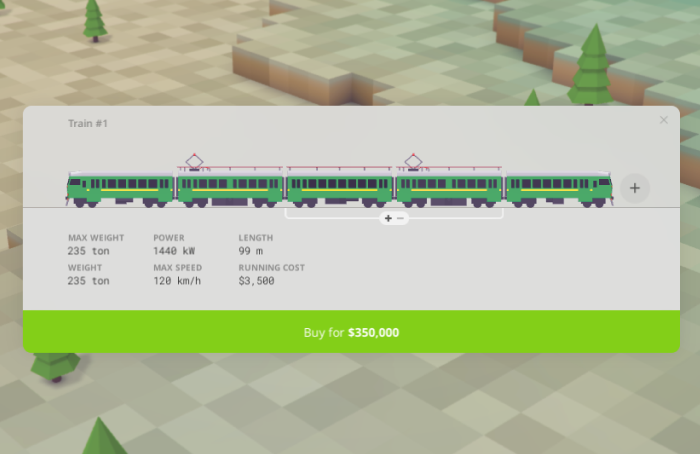 Train #1
×
+
+ −
MAX WEIGHT POWER LENGTH
235 ton 1440 kW 99 m
WEIGHT MAX SPEED RUNNING COST
235 ton 120 km/h $3,500
Buy for $350,000